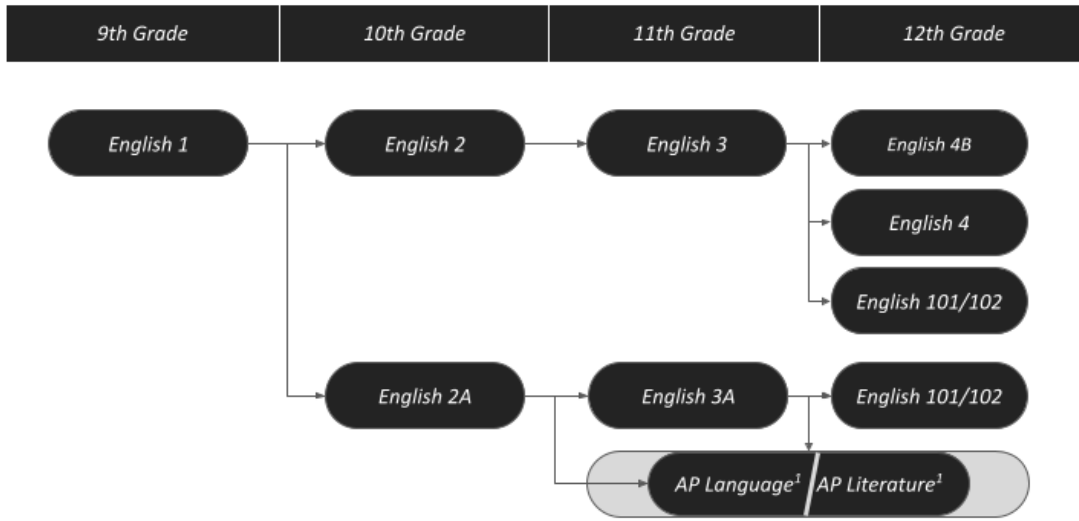 9th Grade 10th Grade 11th Grade 12th Grade
English 1 English 2 English 3 English 4B
English 4
English 101/102
English 2A English 3A English 101/102
AP Language¹ AP Literature¹